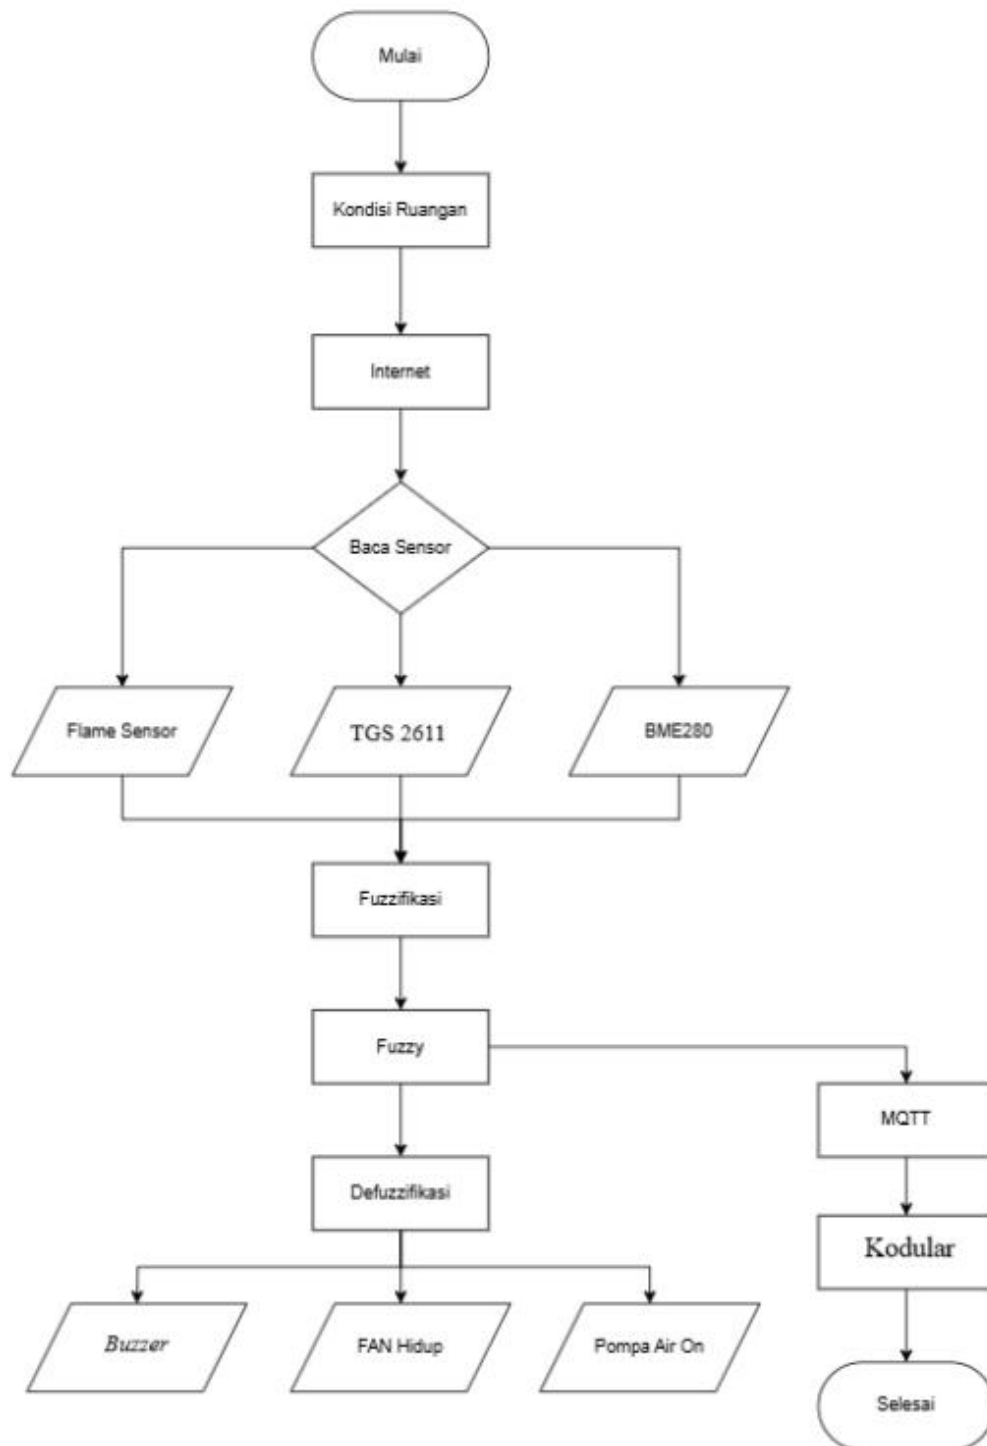 Mulai
Kondisi Ruangan
Internet
Baca Sensor
Flame Sensor
TGS 2611
BME280
Fuzzifikasi
Fuzzy
MQTT
Defuzzifikasi
Kodular
Buzzer
FAN Hidup
Pompa Air On
Selesai